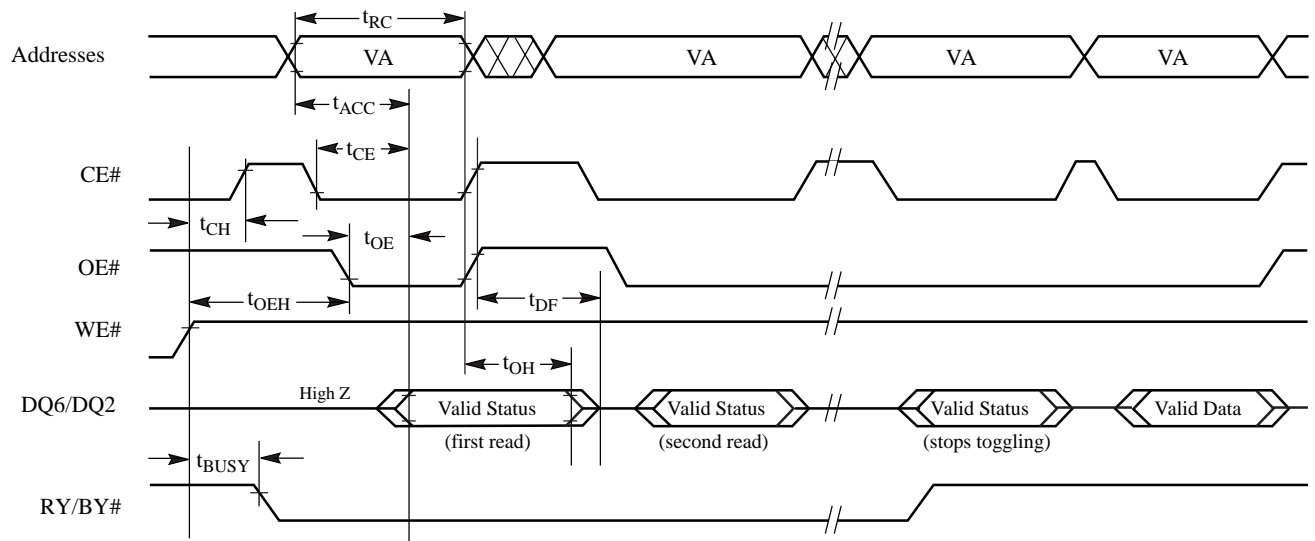 tRC
Addresses VA VA VA VA
tACC
tCE
CE#
tCH tOE
OE#
tOEH tDF
WE#
tOH
High Z
DQ6/DQ2 Valid Status Valid Status Valid Status Valid Data
(first read) (second read) (stops toggling)
tBUSY
RY/BY#